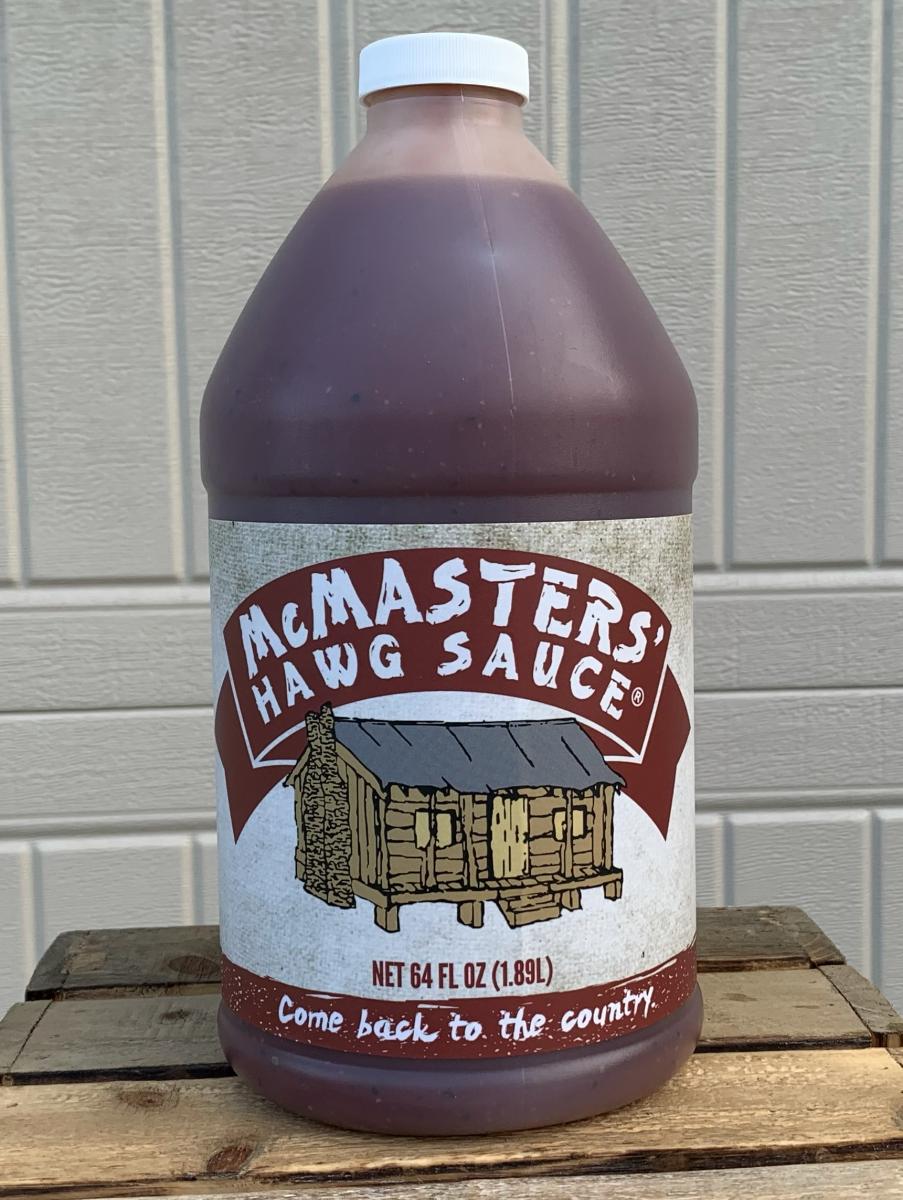 McMASTERS'
HAWG SAUCE®
NET 64 FL OZ (1.89L)
Come back to the country.